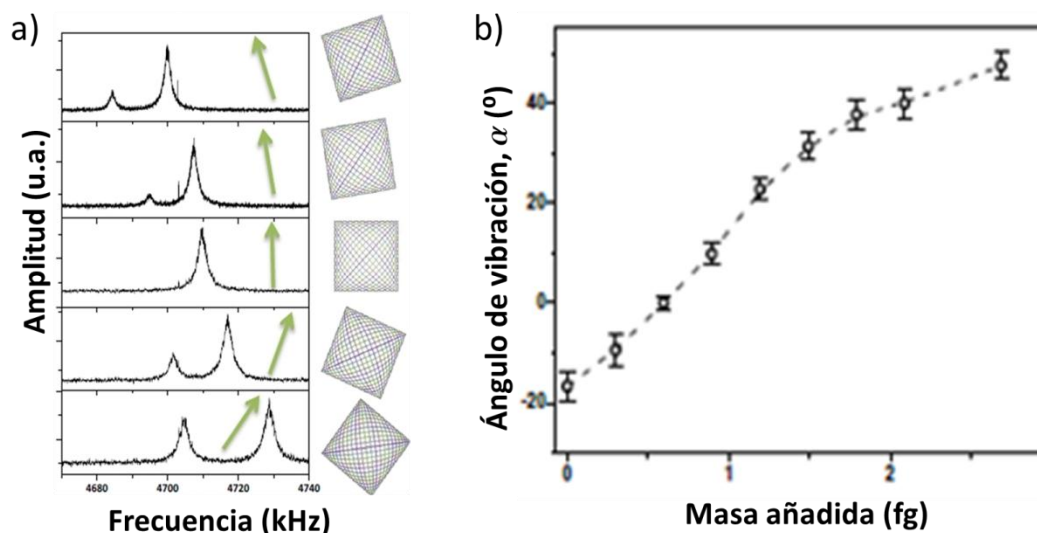 a)
Amplitud (u.a.)
4680 4700 4720 4740
Frecuencia (kHz)
b)
Ángulo de vibración, α (º)
40
20
0
-20
0 1 2
Masa añadida (fg)